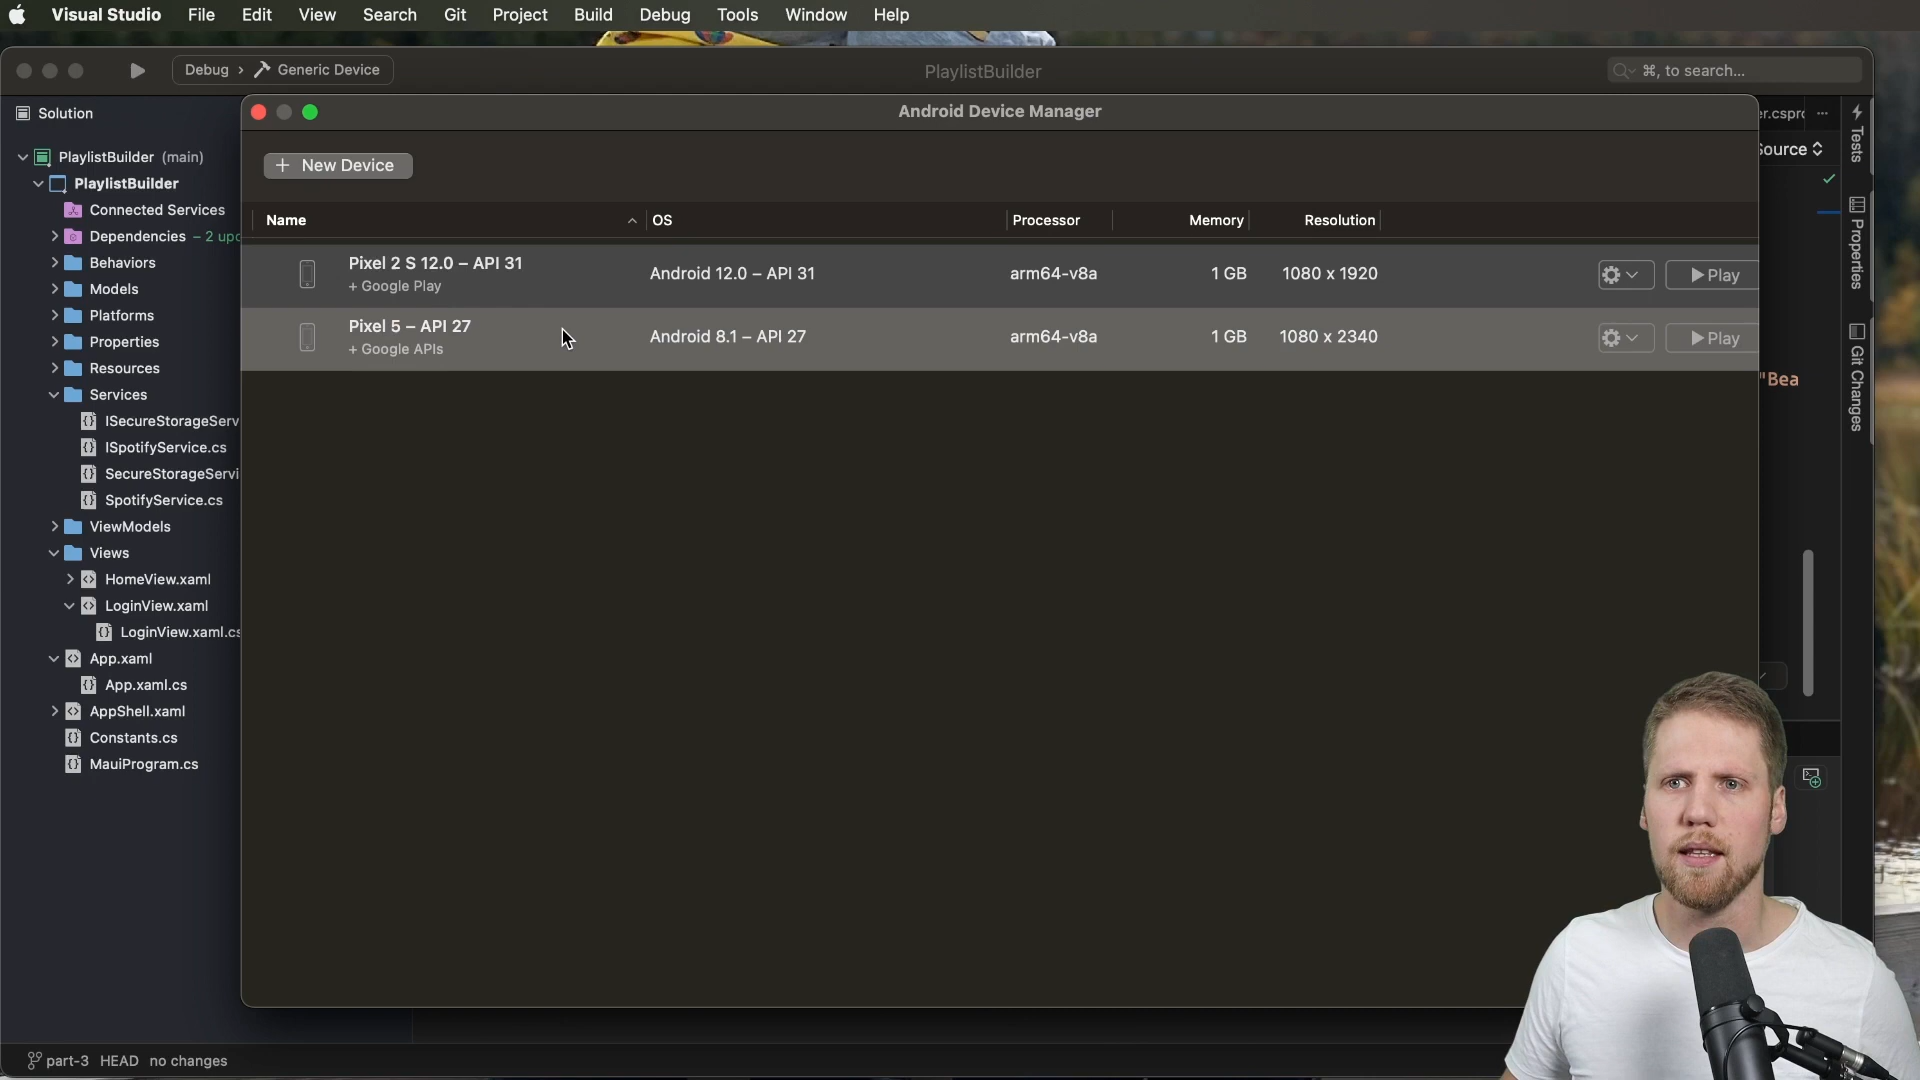 Visual Studio File Edit View Search Git Project Build Debug Tools Window Help
Debug › Generic Device
PlaylistBuilder
⌘, to search...
Solution
Android Device Manager
er.cspro ...
+ New Device
Source
Tests
Properties
Git Changes
Name OS Processor Memory Resolution
Pixel 2 S 12.0 – API 31
+ Google Play
Android 12.0 – API 31 arm64-v8a 1 GB 1080 x 1920 Play
Pixel 5 – API 27
+ Google APIs
Android 8.1 – API 27 arm64-v8a 1 GB 1080 x 2340 Play
"Bea
PlaylistBuilder (main)
PlaylistBuilder
Connected Services
Dependencies – 2 upd
Behaviors
Models
Platforms
Properties
Resources
Services
ISecureStorageServ
ISpotifyService.cs
SecureStorageServi
SpotifyService.cs
ViewModels
Views
HomeView.xaml
LoginView.xaml
LoginView.xaml.cs
App.xaml
App.xaml.cs
AppShell.xaml
Constants.cs
MauiProgram.cs
part-3 HEAD no changes